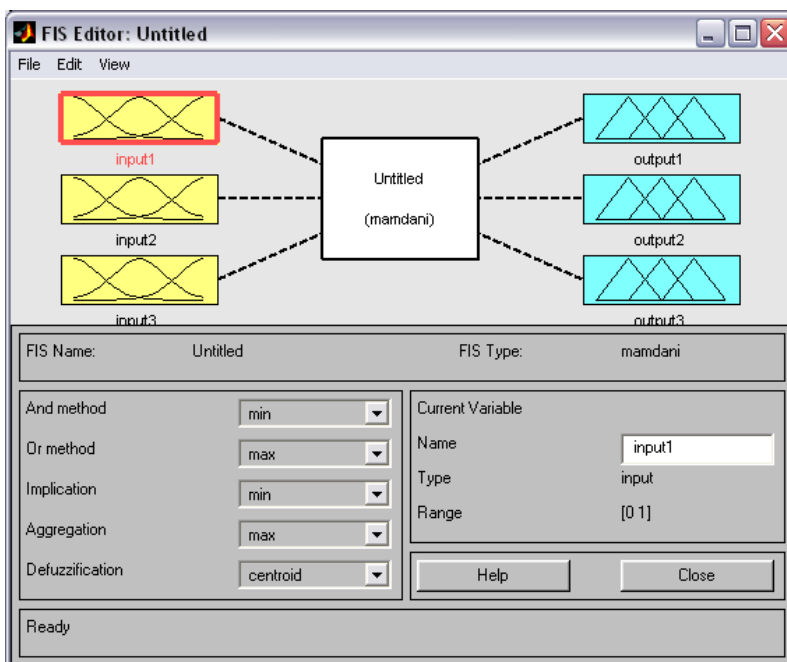 FIS Editor: Untitled
File Edit View
input1
output1
Untitled
(mamdani)
input2
output2
input3
output3
FIS Name: Untitled FIS Type: mamdani
And method min
Or method max
Implication min
Aggregation max
Defuzzification centroid
Current Variable
Name input1
Type input
Range [0 1]
Help Close
Ready